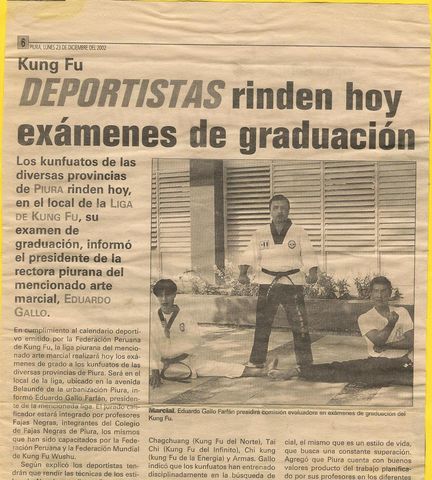 6
PIURA, LUNES 23 DE DICIEMBRE DEL 2002
Kung Fu
DEPORTISTAS rinden hoy
exámenes de graduación
Los kunfuatos de las
diversas provincias
de PIURA rinden hoy,
en el local de la LIGA
DE KUNG FU, su
examen de
graduación, informó
el presidente de la
rectora piurana del
mencionado arte
marcial, EDUARDO
GALLO.
En cumplimiento al calendario deporti-
vo emitido por la Federación Peruana
de Kung Fu, la liga piurana del mencio-
nado arte marcial realizará hoy los exá-
menes de grado a los kunfuatos de las
diversas provincias de Piura. Será en el
local de la liga, ubicado en la avenida
Belaunde de la urbanización Piura, in-
formó Eduardo Gallo Farfán, presiden-
te de la mencionada liga. El jurado cali-
ficador estará integrado por profesores
Fajas Negras, integrantes del Colegio
de Fajas Negras de Piura, los mismos
que han sido capacitados por la Fede-
ración Peruana y la Federación Mundial
de Kung Fu Wushu.
Según explicó los deportistas ten-
drán que rendir las técnicas de los esti-
Marcial. Eduardo Gallo Farfán presidirá comisión evaluadora en exámenes de graduación del
Kung Fu.
Chagchuang (Kung Fu del Norte), Tai
Chi (Kung Fu del Infinito), Chi kung
(kung Fu de la Energía) y Armas. Gallo
indicó que los kunfuatos han entrenado
disciplinadamente en la búsqueda de
cial, el mismo que es un estilo de vida,
que busca una constante superación.
Agregó que Piura cuenta con buenos
valores producto del trabajo planifica-
do por sus profesores en los diferentes